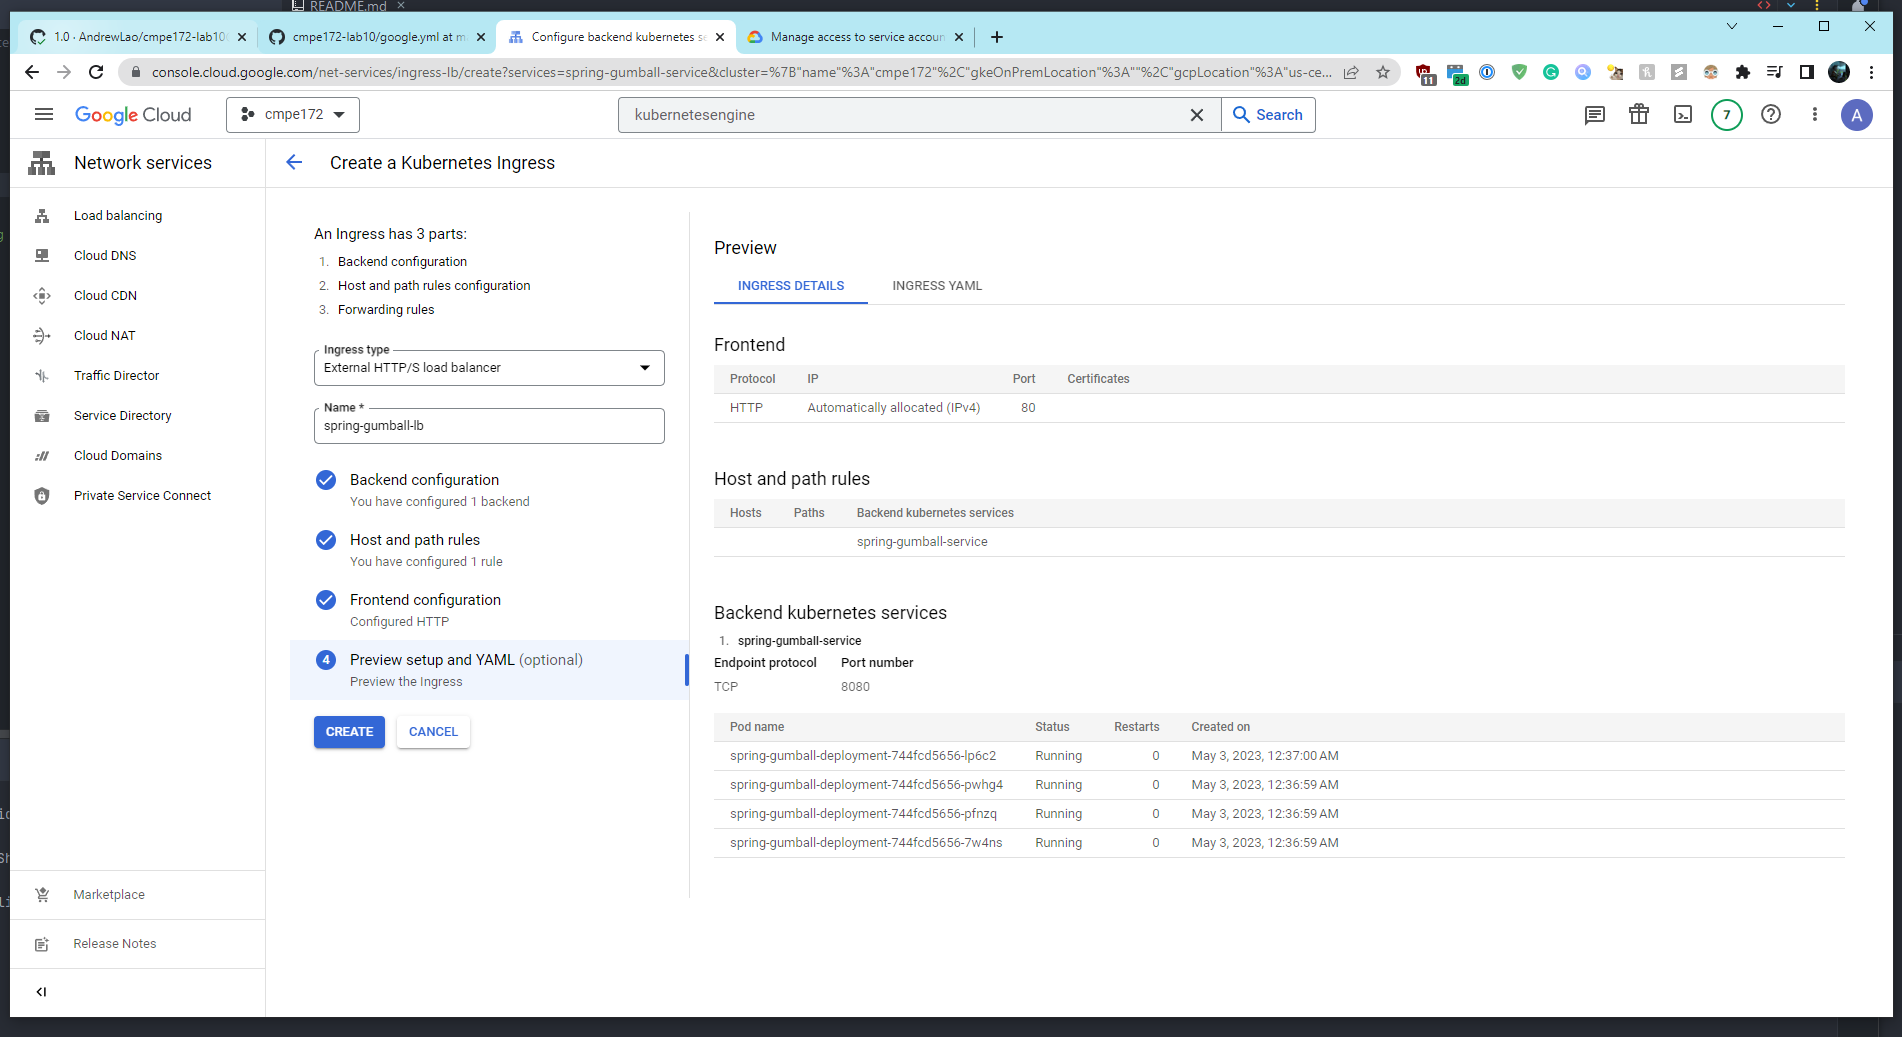 README.md
1.0 · AndrewLao/cmpe172-lab10
cmpe172-lab10/google.yml at m
Configure backend kubernetes s
Manage access to service accoun
console.cloud.google.com/net-services/ingress-lb/create?services=spring-gumball-service&cluster=%7B"name"%3A"cmpe172"%2C"gkeOnPremLocation"%3A""%2C"gcpLocation"%3A"us-ce...
11
2d
Google Cloud
cmpe172
kubernetesengine
Search
7
A
Network services
Create a Kubernetes Ingress
Load balancing
Cloud DNS
Cloud CDN
Cloud NAT
Traffic Director
Service Directory
Cloud Domains
Private Service Connect
Marketplace
Release Notes
An Ingress has 3 parts:
1. Backend configuration
2. Host and path rules configuration
3. Forwarding rules
Ingress type
External HTTP/S load balancer
Name *
spring-gumball-lb
Backend configuration
You have configured 1 backend
Host and path rules
You have configured 1 rule
Frontend configuration
Configured HTTP
4 Preview setup and YAML (optional)
Preview the Ingress
CREATE CANCEL
Preview
INGRESS DETAILS INGRESS YAML
Frontend
Protocol IP Port Certificates
HTTP Automatically allocated (IPv4) 80
Host and path rules
Hosts Paths Backend kubernetes services
spring-gumball-service
Backend kubernetes services
1. spring-gumball-service
Endpoint protocol Port number
TCP 8080
Pod name Status Restarts Created on
spring-gumball-deployment-744fcd5656-lp6c2 Running 0 May 3, 2023, 12:37:00 AM
spring-gumball-deployment-744fcd5656-pwhg4 Running 0 May 3, 2023, 12:36:59 AM
spring-gumball-deployment-744fcd5656-pfnzq Running 0 May 3, 2023, 12:36:59 AM
spring-gumball-deployment-744fcd5656-7w4ns Running 0 May 3, 2023, 12:36:59 AM